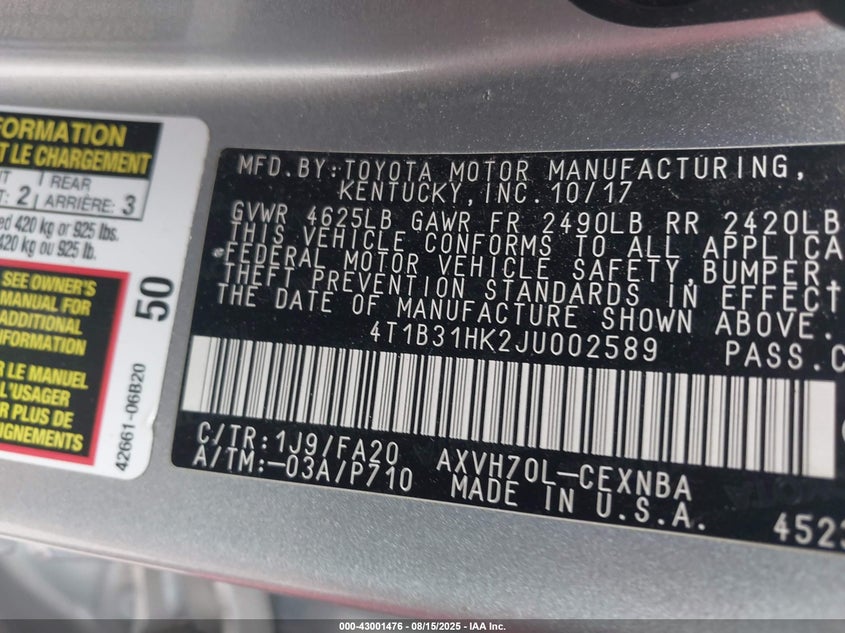 FORMATION
T LE CHARGEMENT
REAR
: 2 ARRIÈRE: 3
ed 420 kg or 925 lbs.
420 kg ou 925 lb.
SEE OWNER'S
MANUAL FOR
ADDITIONAL
INFORMATION
R LE MANUEL
L'USAGER
R PLUS DE
IGNEMENTS
50
42661-06B20
MFD.BY:TOYOTA MOTOR MANUFACTURING,
KENTUCKY,INC.10/17
GVWR 4625LB GAWR FR 2490LB RR 2420LB
THIS VEHICLE CONFORMS TO ALL APPLICA
FEDERAL MOTOR VEHICLE SAFETY,BUMPER,
THEFT PREVENTION STANDARDS IN EFFECT
THE DATE OF MANUFACTURE SHOWN ABOVE.
4T1B31HK2JU002589 PASS.C
C/TR:1J9/FA20 AXVH70L-CEXNBA
A/TM:-03A/P710 MADE IN U.S.A.
4523
000-43001476 - 08/15/2025 - IAA Inc.